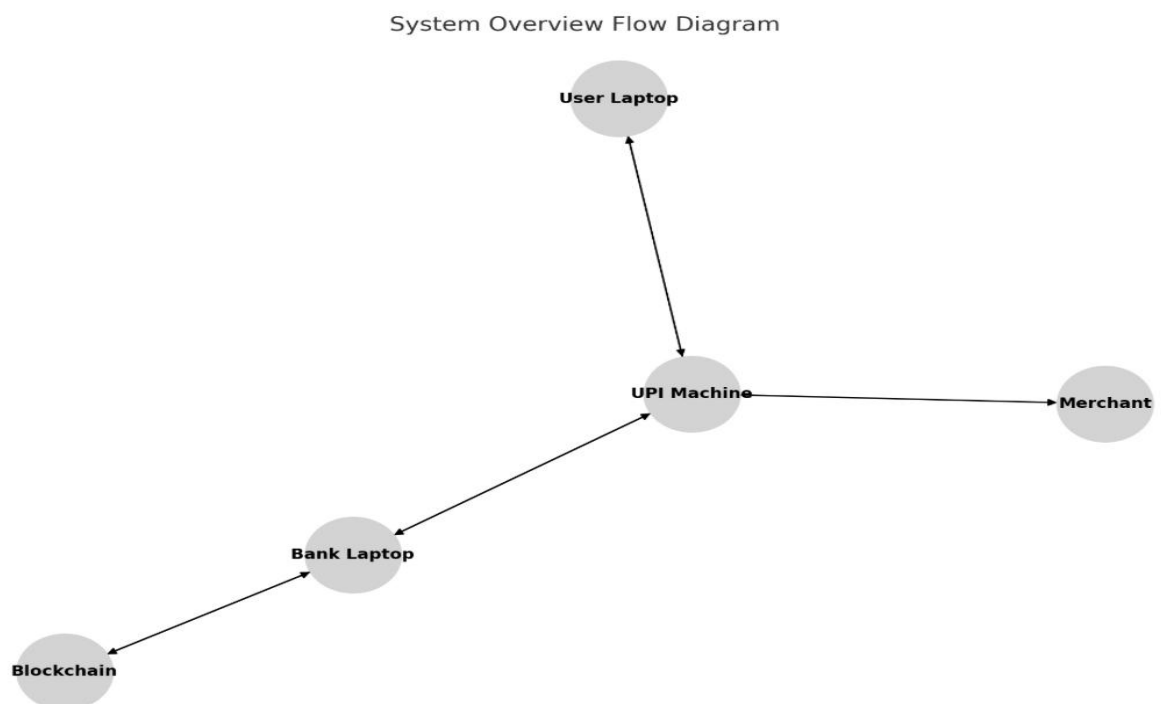 System Overview Flow Diagram
User Laptop
UPI Machine
Merchant
Bank Laptop
Blockchain